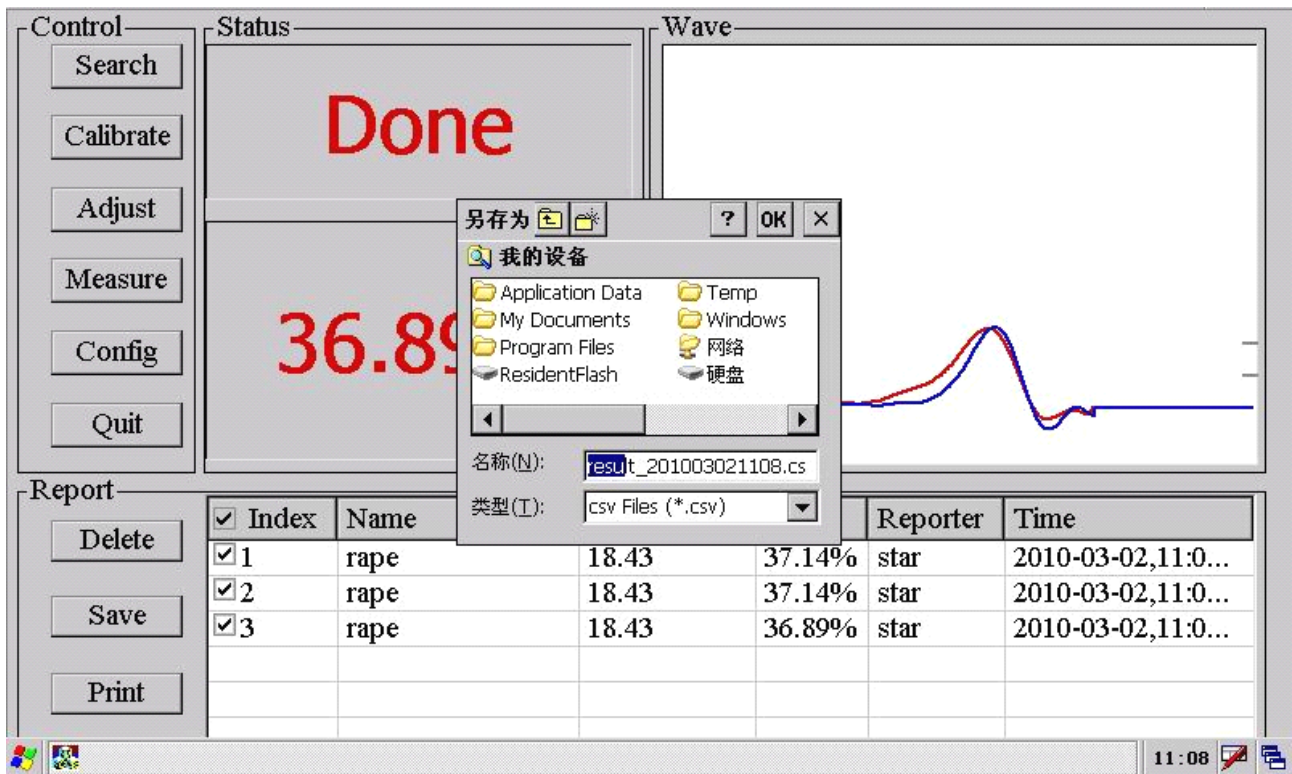 Control
Search
Calibrate
Adjust
Measure
Config
Quit
Status
Done
36.89
Wave
另存为 ? OK ×
我的设备
Application Data Temp
My Documents Windows
Program Files 网络
ResidentFlash 硬盘
名称(N): result_201003021108.cs
类型(T): csv Files (*.csv)
Report
Delete
Save
Print
Index Name Reporter Time
1 rape 18.43 37.14% star 2010-03-02,11:0...
2 rape 18.43 37.14% star 2010-03-02,11:0...
3 rape 18.43 36.89% star 2010-03-02,11:0...
11:08